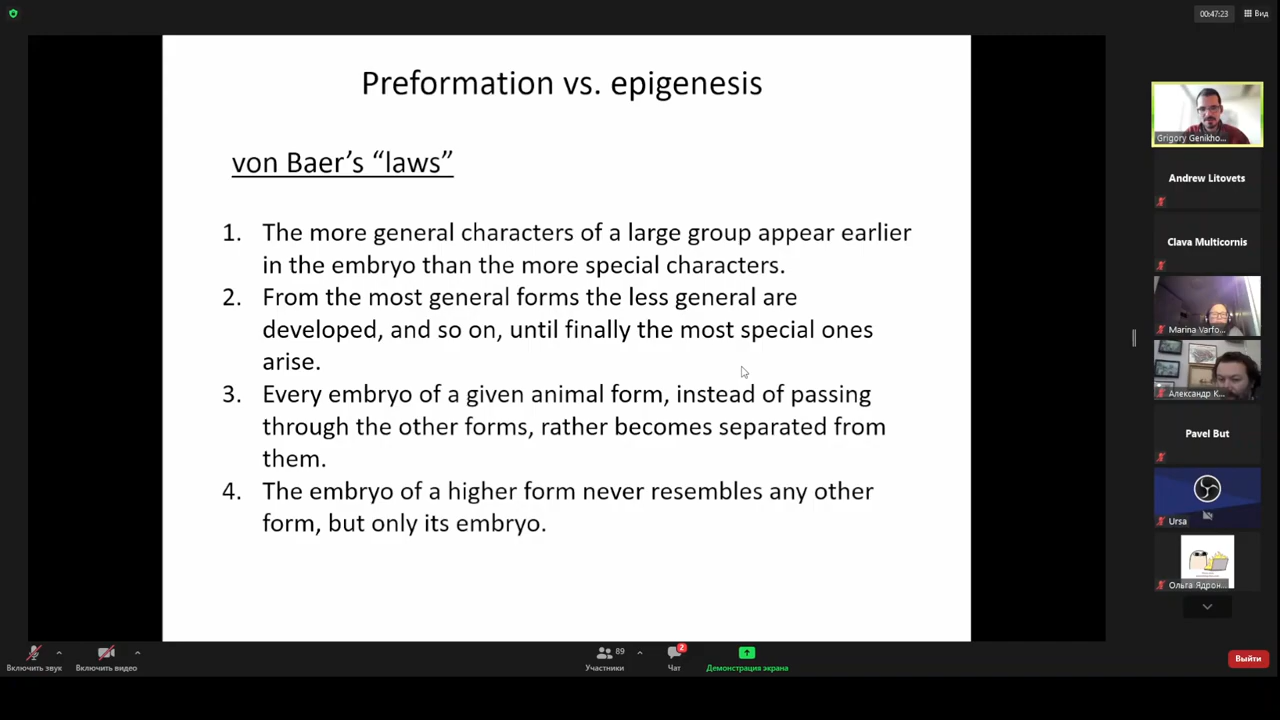 00:47:23
Вид
Preformation vs. epigenesis
von Baer’s “laws”
1. The more general characters of a large group appear earlier
in the embryo than the more special characters.
2. From the most general forms the less general are
developed, and so on, until finally the most special ones
arise.
3. Every embryo of a given animal form, instead of passing
through the other forms, rather becomes separated from
them.
4. The embryo of a higher form never resembles any other
form, but only its embryo.
Grigory Genikho...
Andrew Litovets
Clava Multicornis
Marina Varfo...
Александр К...
Pavel But
Ursa
Ольга Ядрон...
Включить звук
Включить видео
89
Участники
2
Чат
Демонстрация экрана
Выйти